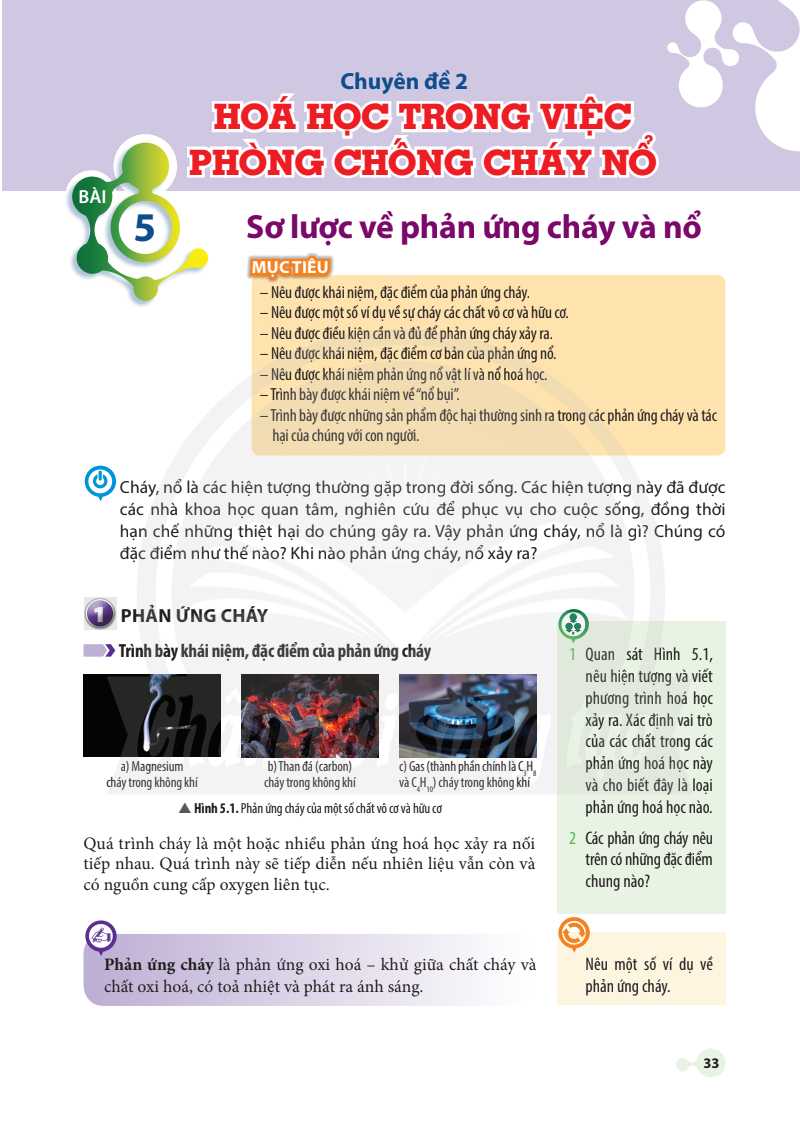 Chuyên đề 2
HOÁ HỌC TRONG VIỆC
PHÒNG CHỐNG CHÁY NỔ
BÀI
5
Sơ lược về phản ứng cháy và nổ
MỤC TIÊU
– Nêu được khái niệm, đặc điểm của phản ứng cháy.
– Nêu được một số ví dụ về sự cháy các chất vô cơ và hữu cơ.
– Nêu được điều kiện cần và đủ để phản ứng cháy xảy ra.
– Nêu được khái niệm, đặc điểm cơ bản của phản ứng nổ.
– Nêu được khái niệm phản ứng nổ vật lí và nổ hoá học.
– Trình bày được khái niệm về “nổ bụi”.
– Trình bày được những sản phẩm độc hại thường sinh ra trong các phản ứng cháy và tác
hại của chúng với con người.
Cháy, nổ là các hiện tượng thường gặp trong đời sống. Các hiện tượng này đã được
các nhà khoa học quan tâm, nghiên cứu để phục vụ cho cuộc sống, đồng thời
hạn chế những thiệt hại do chúng gây ra. Vậy phản ứng cháy, nổ là gì? Chúng có
đặc điểm như thế nào? Khi nào phản ứng cháy, nổ xảy ra?
1 PHẢN ỨNG CHÁY
Trình bày khái niệm, đặc điểm của phản ứng cháy
a) Magnesium
cháy trong không khí
b) Than đá (carbon)
cháy trong không khí
c) Gas (thành phần chính là C₃H₈
và C₄H₁₀) cháy trong không khí
▲ Hình 5.1. Phản ứng cháy của một số chất vô cơ và hữu cơ
Quá trình cháy là một hoặc nhiều phản ứng hoá học xảy ra nối
tiếp nhau. Quá trình này sẽ tiếp diễn nếu nhiên liệu vẫn còn và
có nguồn cung cấp oxygen liên tục.
1 Quan sát Hình 5.1,
nêu hiện tượng và viết
phương trình hoá học
xảy ra. Xác định vai trò
của các chất trong các
phản ứng hoá học này
và cho biết đây là loại
phản ứng hoá học nào.
2 Các phản ứng cháy nêu
trên có những đặc điểm
chung nào?
Phản ứng cháy là phản ứng oxi hoá – khử giữa chất cháy và
chất oxi hoá, có toả nhiệt và phát ra ánh sáng.
Nêu một số ví dụ về
phản ứng cháy.
Chân trời sáng tạo
33